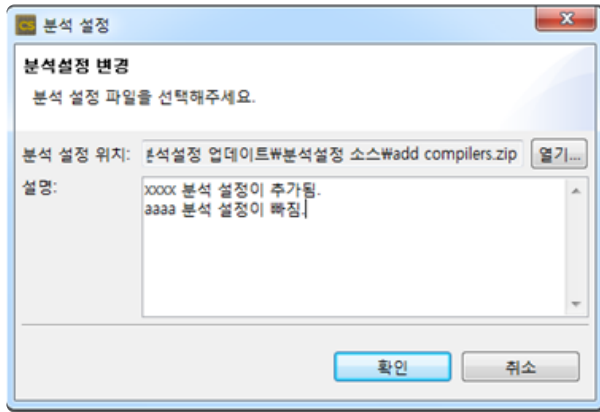 CS 분석 설정
분석설정 변경
분석 설정 파일을 선택해주세요.
분석 설정 위치: 분석설정 업데이트₩분석설정 소스₩add compilers.zip 열기...
설명: xxxx 분석 설정이 추가됨.
aaaa 분석 설정이 빠짐.
확인 취소